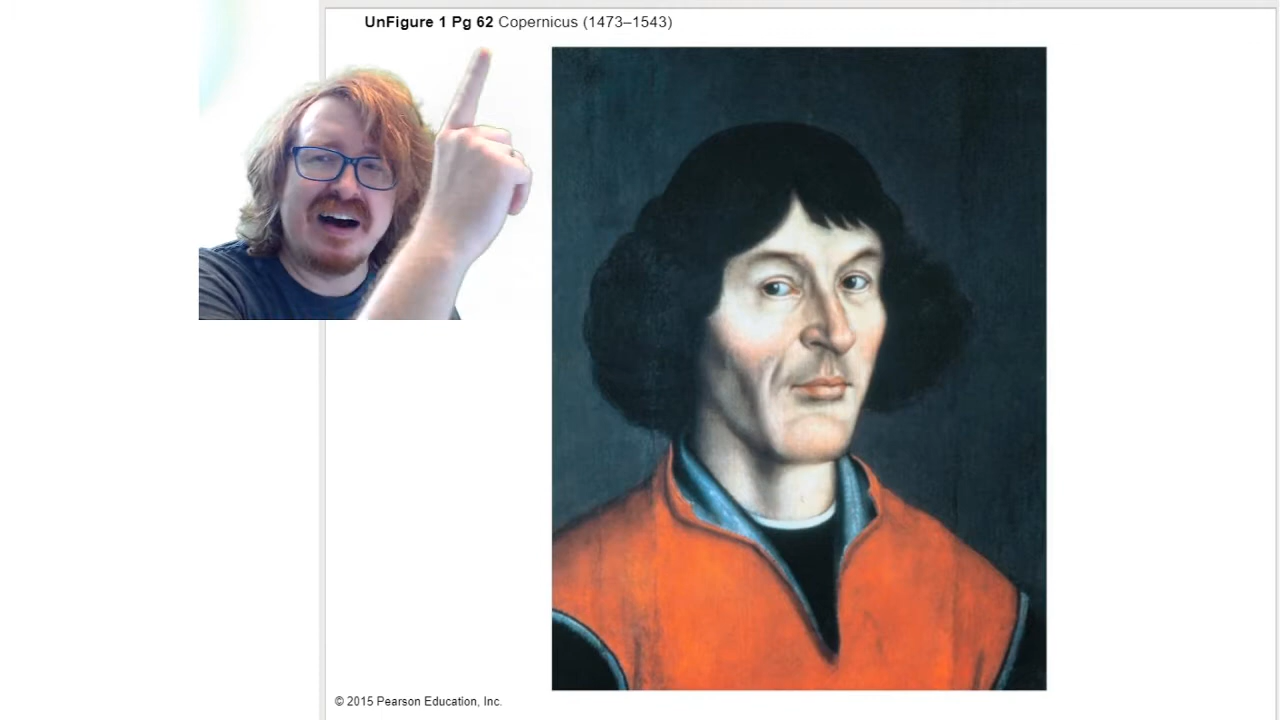 UnFigure 1 Pg 62 Copernicus (1473–1543)
© 2015 Pearson Education, Inc.